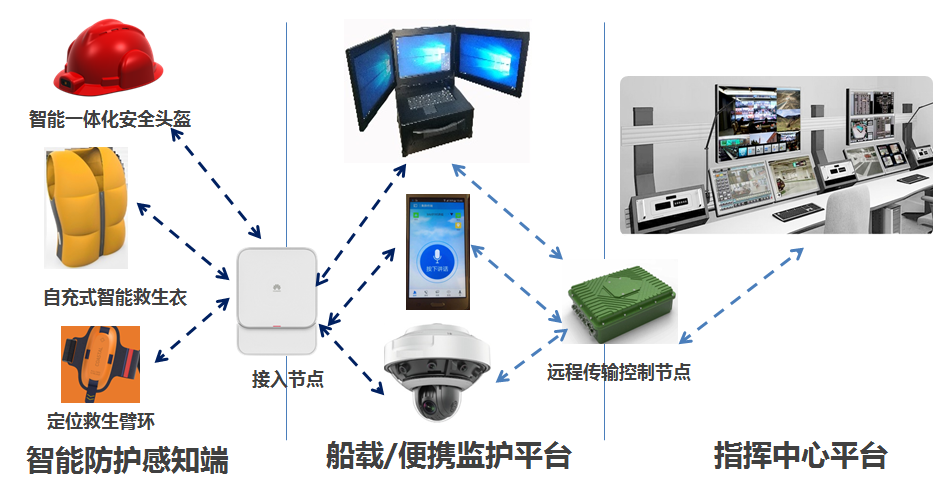 智能一体化安全头盔
自充式智能救生衣
定位救生臂环
接入节点
按下讲话
远程传输控制节点
智能防护感知端
船载/便携监护平台
指挥中心平台